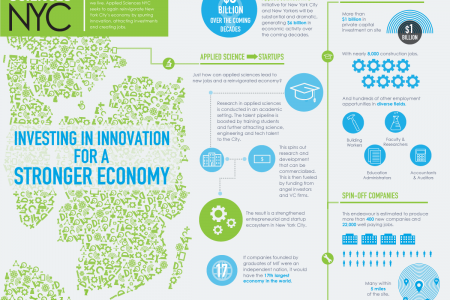 NYC
live. Applied Sciences NYC
seeks to again reinvigorate New
York City's economy by spurring
innovation, attracting investments
and creating jobs.
INVESTING IN INNOVATION
FOR A
STRONGER ECONOMY
BILLION
OVER THE COMING
DECADES
initiative for New York City
(and New Yorkers) will be
substantial and dramatic,
generating
economic activity over
the coming decades.
APPLIED SCIENCE STARTUPS
Just how can applied sciences lead to
new jobs and a reinvigorated economy?
Research in applied sciences
is conducted in an academic
setting. The talent pipeline is
boosted by training students
and further attracting science,
engineering and tech talent
to the City.
This spins out
research and
development that
can be
commercialized.
This is then funded
by funding from
angel investors
and VC firms.
The result is a strengthened
entrepreneurial and startup
ecosystem in New York City.
17
If companies founded by
graduates of MIT were an
independent nation, it would
have the 17th largest
economy in the world.
More than
$1 billion in
private capital
investment on site
$1
BILLION
With nearly 8,000 construction jobs.
And hundreds of other employment
opportunities in diverse fields.
Building
Workers
Faculty &
Researchers
Education
Administrators
Accountants
& Auditors
SPIN-OFF COMPANIES
This endeavour is estimated to produce
more than 400 new companies and
22,000 well paying jobs.
Many within
5 miles
of the site.